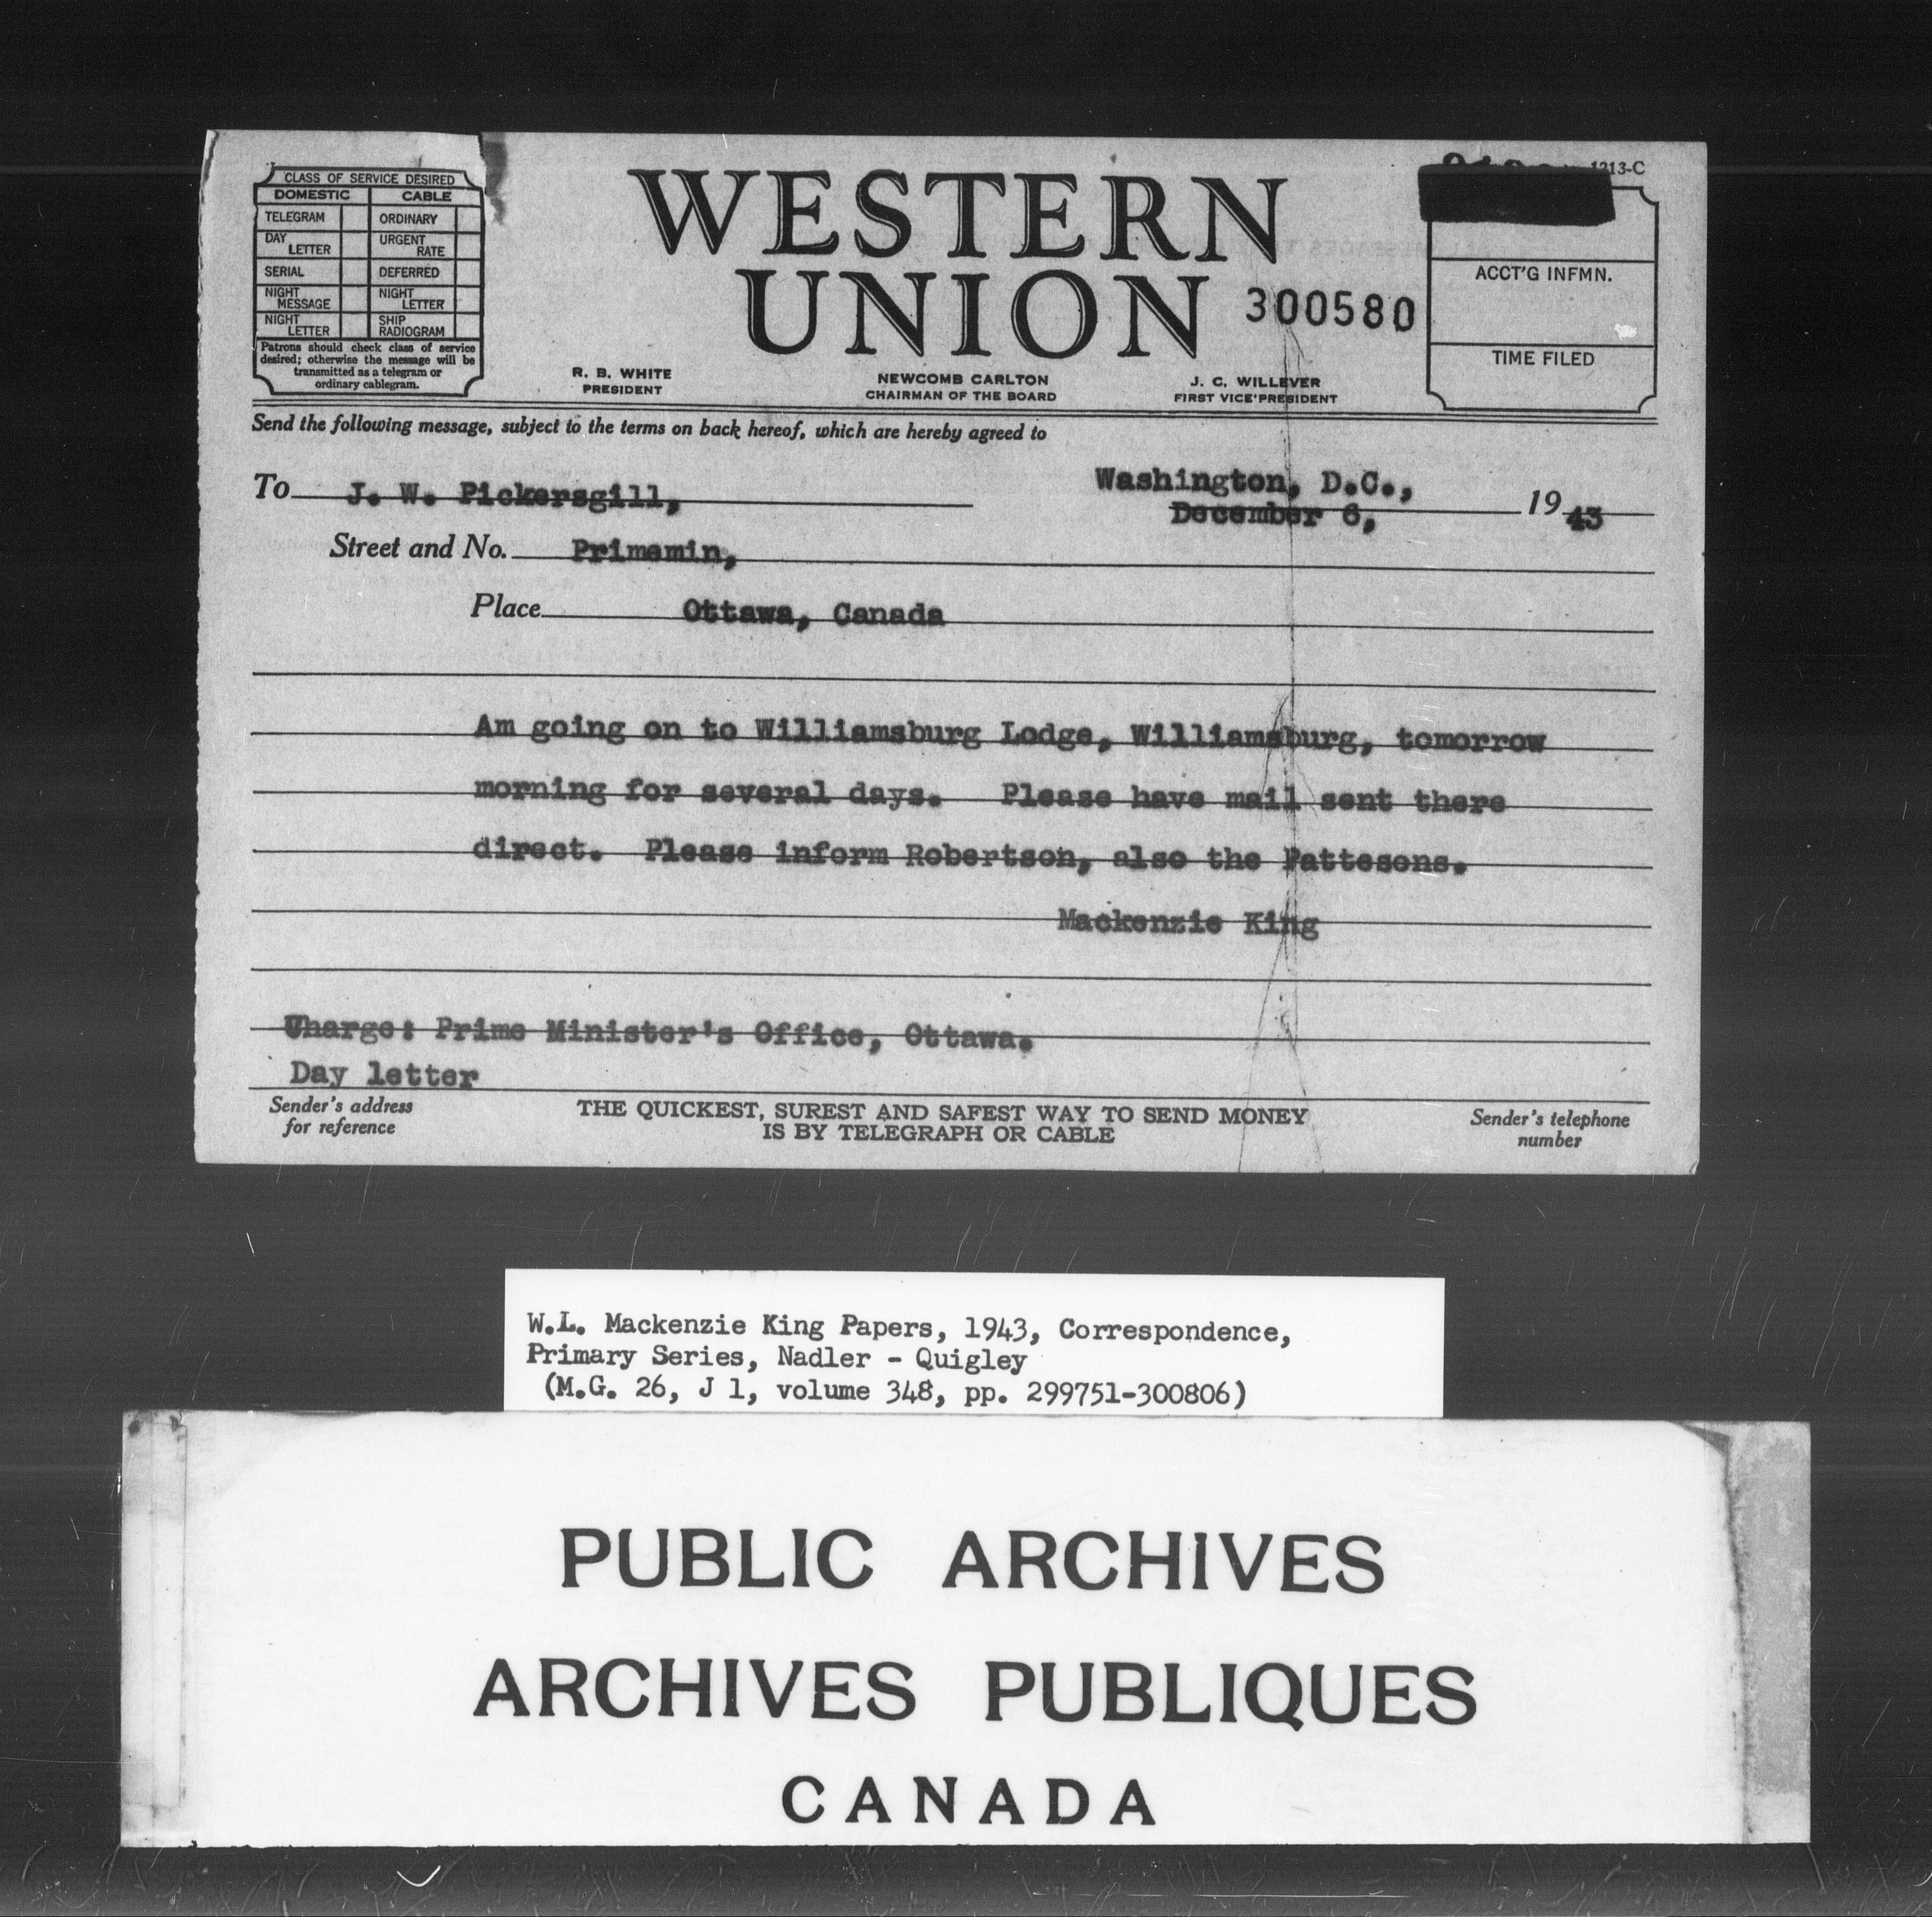 1213-C
CLASS OF SERVICE DESIRED
DOMESTIC CABLE
TELEGRAM ORDINARY
DAY LETTER URGENT RATE
SERIAL DEFERRED
NIGHT MESSAGE NIGHT LETTER
NIGHT LETTER SHIP RADIOGRAM
Patrons should check class of service
desired; otherwise the message will be
transmitted as a telegram or
ordinary cablegram.
WESTERN
UNION
300580
ACCT'G INFMN.
TIME FILED
R. B. WHITE
PRESIDENT
NEWCOMB CARLTON
CHAIRMAN OF THE BOARD
J. C. WILLEVER
FIRST VICE-PRESIDENT
Send the following message, subject to the terms on back hereof, which are hereby agreed to
Washington, D.C.,
To J. W. Pickersgill, December 6, 19 43
Street and No. Primemin,
Place Ottawa, Canada
Am going on to Williamsburg Lodge, Williamsburg, tomorrow
morning for several days. Please have mail sent there
direct. Please inform Robertson, also the Pattesons.
Mackenzie King
Charge: Prime Minister's Office, Ottawa.
Day letter
Sender's address
for reference
THE QUICKEST, SUREST AND SAFEST WAY TO SEND MONEY
IS BY TELEGRAPH OR CABLE
Sender's telephone
number
W.L. Mackenzie King Papers, 1943, Correspondence,
Primary Series, Nadler - Quigley
(M.G. 26, J 1, volume 348, pp. 299751-300806)
PUBLIC ARCHIVES
ARCHIVES PUBLIQUES
CANADA